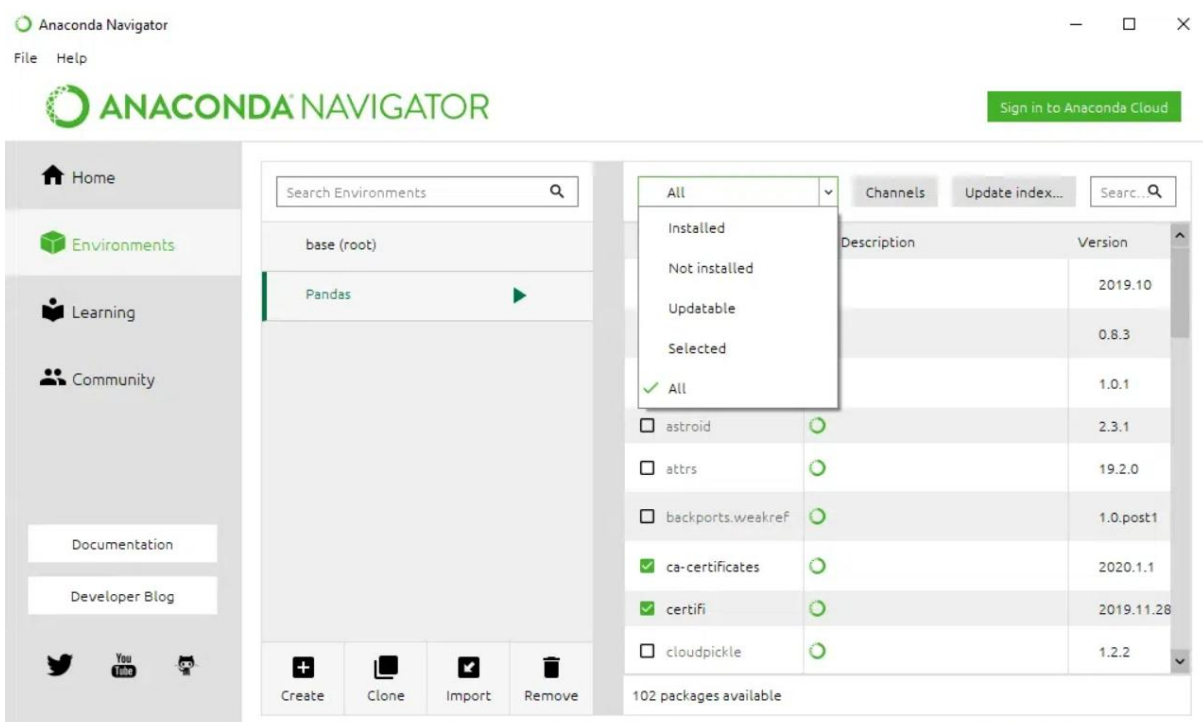 Anaconda Navigator
File Help
ANACONDA NAVIGATOR
Sign in to Anaconda Cloud
Home
Environments
Learning
Community
Documentation
Developer Blog
You
Tube
Search Environments
base (root)
Pandas
Create Clone Import Remove
All
Channels
Update index...
Searc...
Installed
Not installed
Updatable
Selected
All
Description Version
2019.10
0.8.3
1.0.1
astroid 2.3.1
attrs 19.2.0
backports.weakref 1.0.post1
ca-certificates 2020.1.1
certifi 2019.11.28
cloudpickle 1.2.2
102 packages available